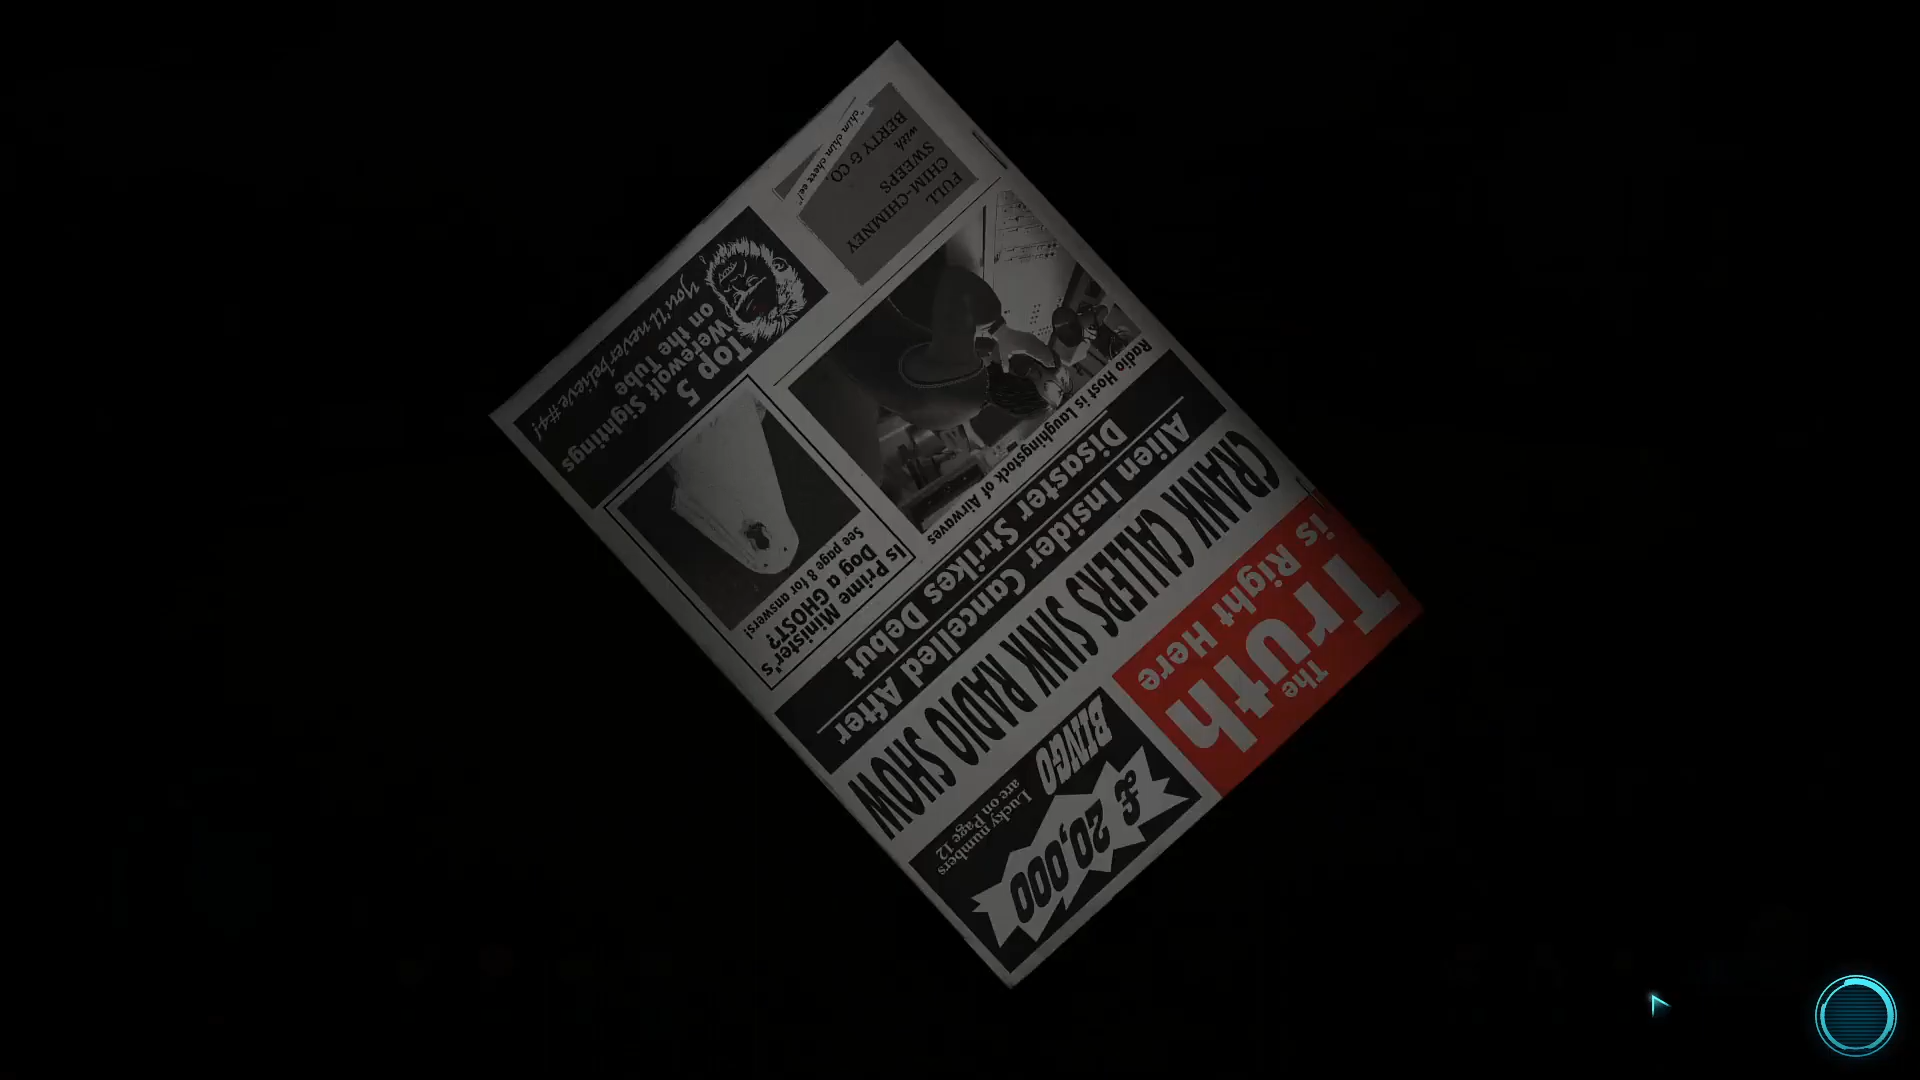 The
Truth
is Right Here
BINGO
£ 20,000
Lucky numbers
are on Page 12
CRANK CALLERS SINK RADIO SHOW
Alien Insider Cancelled After
Disaster Strikes Debut
Radio Host is Laughingstock of Airwaves
Is Prime Minister's
Dog a GHOST?
See page 8 for answers!
Top 5
Werewolf Sightings
on the Tube
you'll never believe #4!
FULL
CHIM-CHIMNEY
SWEEPS
with
BERTY & CO.
"chim chim cherr ee!"